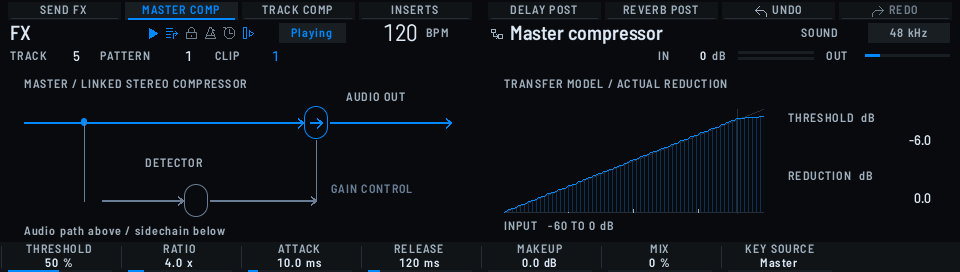 SEND FX MASTER COMP TRACK COMP INSERTS DELAY POST REVERB POST UNDO REDO
FX Playing 120 BPM Master compressor SOUND 48 kHz
TRACK 5 PATTERN 1 CLIP 1 IN 0 dB OUT
MASTER / LINKED STEREO COMPRESSOR TRANSFER MODEL / ACTUAL REDUCTION
AUDIO OUT
THRESHOLD dB
-6.0
DETECTOR
REDUCTION dB
GAIN CONTROL
0.0
INPUT -60 TO 0 dB
Audio path above / sidechain below
THRESHOLD RATIO ATTACK RELEASE MAKEUP MIX KEY SOURCE
50 % 4.0 x 10.0 ms 120 ms 0.0 dB 0 % Master